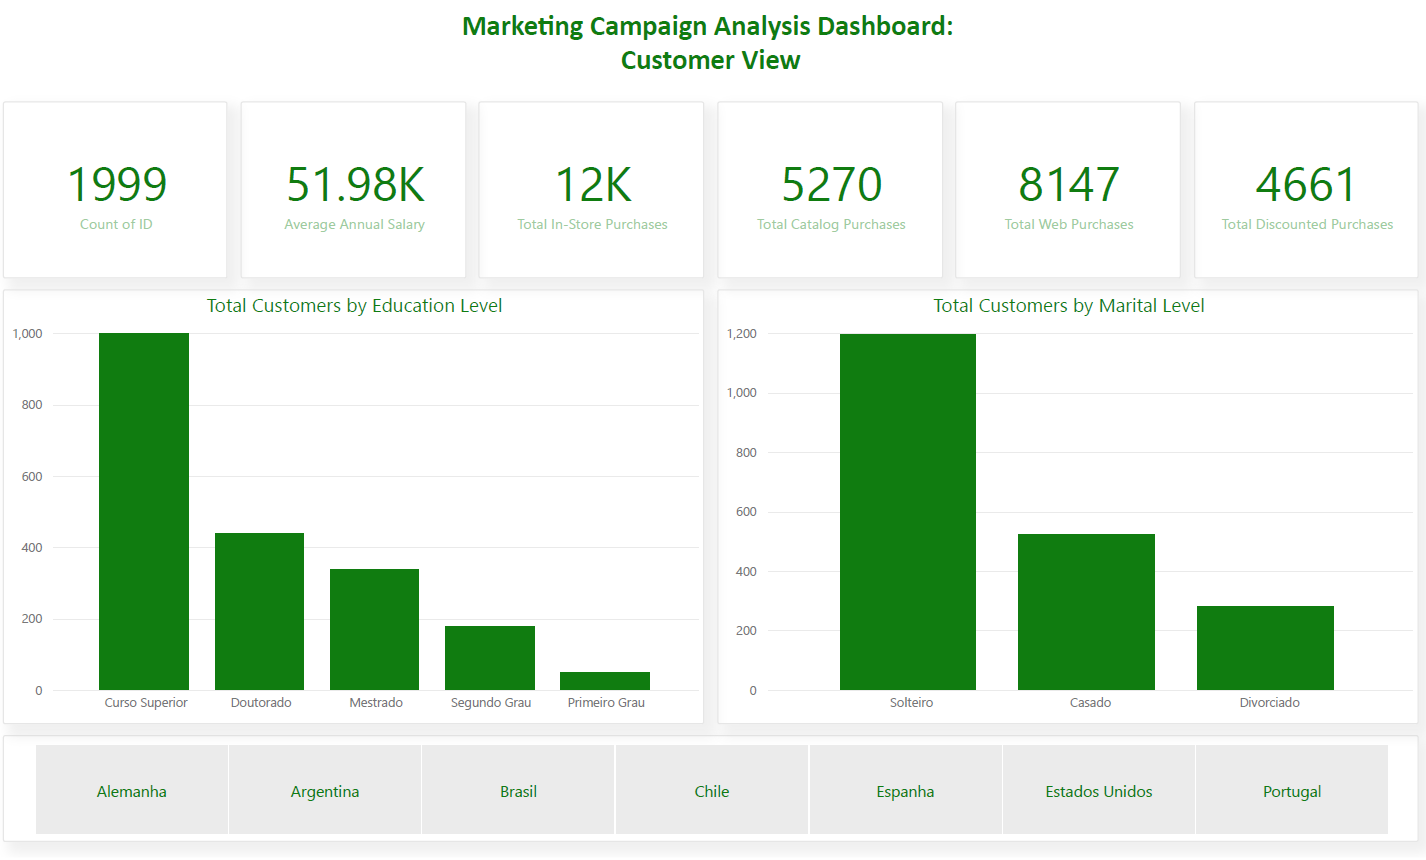 Marketing Campaign Analysis Dashboard:
Customer View
1999
Count of ID
51.98K
Average Annual Salary
12K
Total In-Store Purchases
5270
Total Catalog Purchases
8147
Total Web Purchases
4661
Total Discounted Purchases
Total Customers by Education Level
1,000
800
600
400
200
0
Curso Superior
Doutorado
Mestrado
Segundo Grau
Primeiro Grau
Total Customers by Marital Level
1,200
1,000
800
600
400
200
0
Solteiro
Casado
Divorciado
Alemanha
Argentina
Brasil
Chile
Espanha
Estados Unidos
Portugal